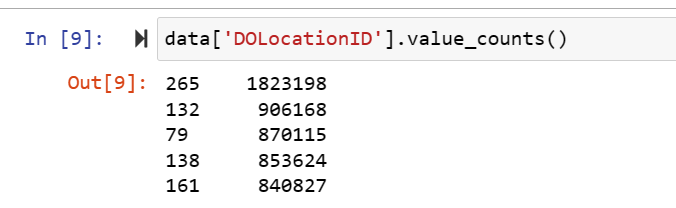 In [9]: data['DOLocationID'].value_counts()
Out[9]: 265 1823198
132 906168
79 870115
138 853624
161 840827